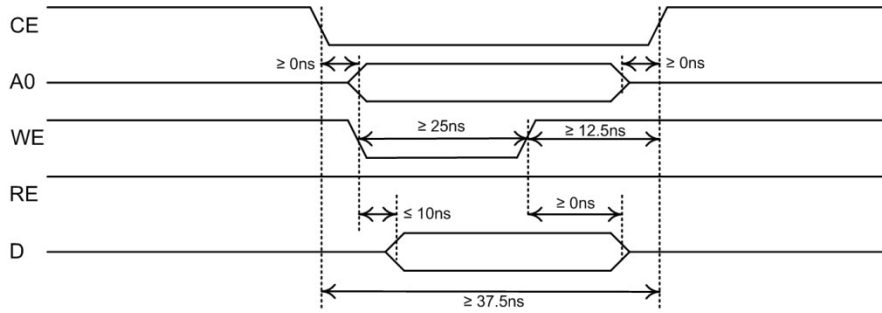 CE
≥ 0ns
≥ 0ns
A0
≥ 25ns
≥ 12.5ns
WE
RE
≤ 10ns
≥ 0ns
D
≥ 37.5ns